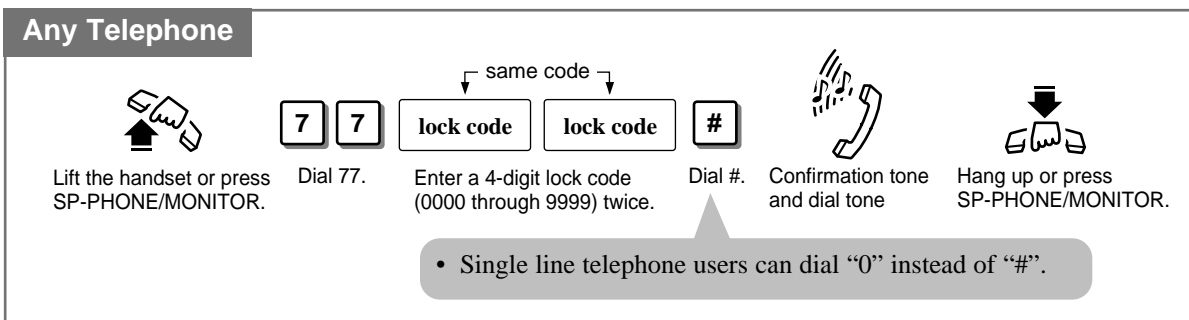 Any Telephone
same code
7 7 lock code lock code #
Lift the handset or press
SP-PHONE/MONITOR.
Dial 77.
Enter a 4-digit lock code
(0000 through 9999) twice.
Dial #.
Confirmation tone
and dial tone
Hang up or press
SP-PHONE/MONITOR.
• Single line telephone users can dial “0” instead of “#”.